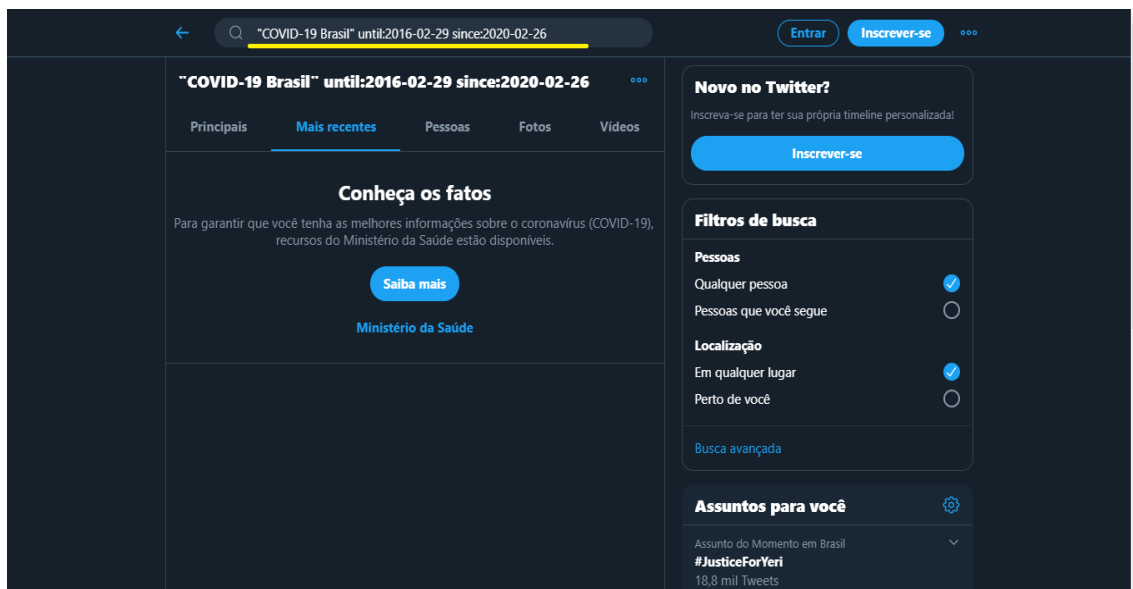 "COVID-19 Brasil" until:2016-02-29 since:2020-02-26
Entrar
Inscrever-se
"COVID-19 Brasil" until:2016-02-29 since:2020-02-26
Principais
Mais recentes
Pessoas
Fotos
Vídeos
Conheça os fatos
Para garantir que você tenha as melhores informações sobre o coronavírus (COVID-19),
recursos do Ministério da Saúde estão disponíveis.
Saiba mais
Ministério da Saúde
Novo no Twitter?
Inscreva-se para ter sua própria timeline personalizada!
Inscrever-se
Filtros de busca
Pessoas
Qualquer pessoa
Pessoas que você segue
Localização
Em qualquer lugar
Perto de você
Busca avançada
Assuntos para você
Assunto do Momento em Brasil
#JusticeForYeri
18,8 mil Tweets